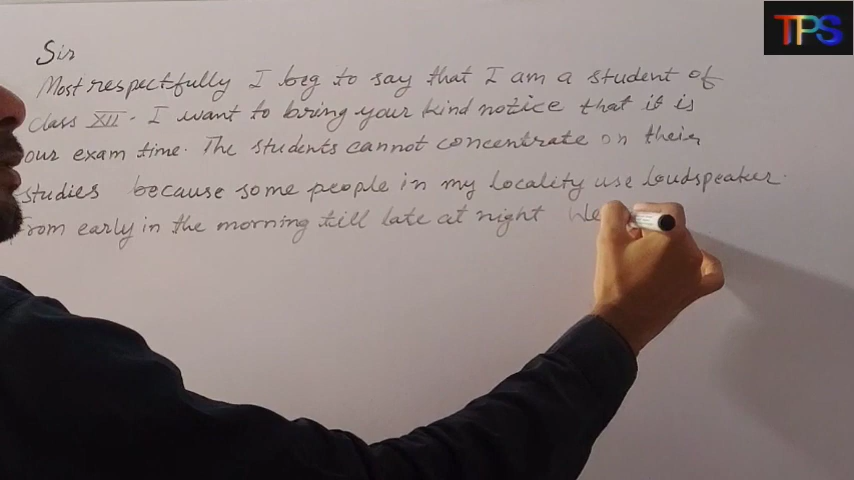 TPS
Sir
Most respectfully I beg to say that I am a student of
class XII. I want to bring your kind notice that it is
our exam time. The students cannot concentrate on their
studies because some people in my locality use loudspeaker.
from early in the morning till late at night We